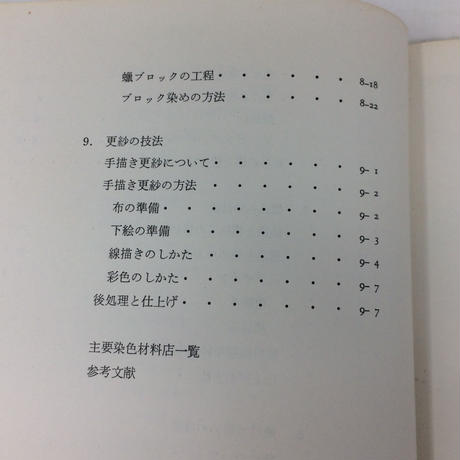 蠟ブロックの工程・・・・・・8-18
ブロック染めの方法・・・・・・8-22
9. 更紗の技法
手描き更紗について・・・・・・・9-1
手描き更紗の方法・・・・・・・9-2
布の準備・・・・・・・・・9-2
下絵の準備・・・・・・・・9-3
線描きのしかた・・・・・・・9-4
彩色のしかた・・・・・・・9-7
後処理と仕上げ・・・・・・・・9-7
主要染色材料店一覧
参考文献